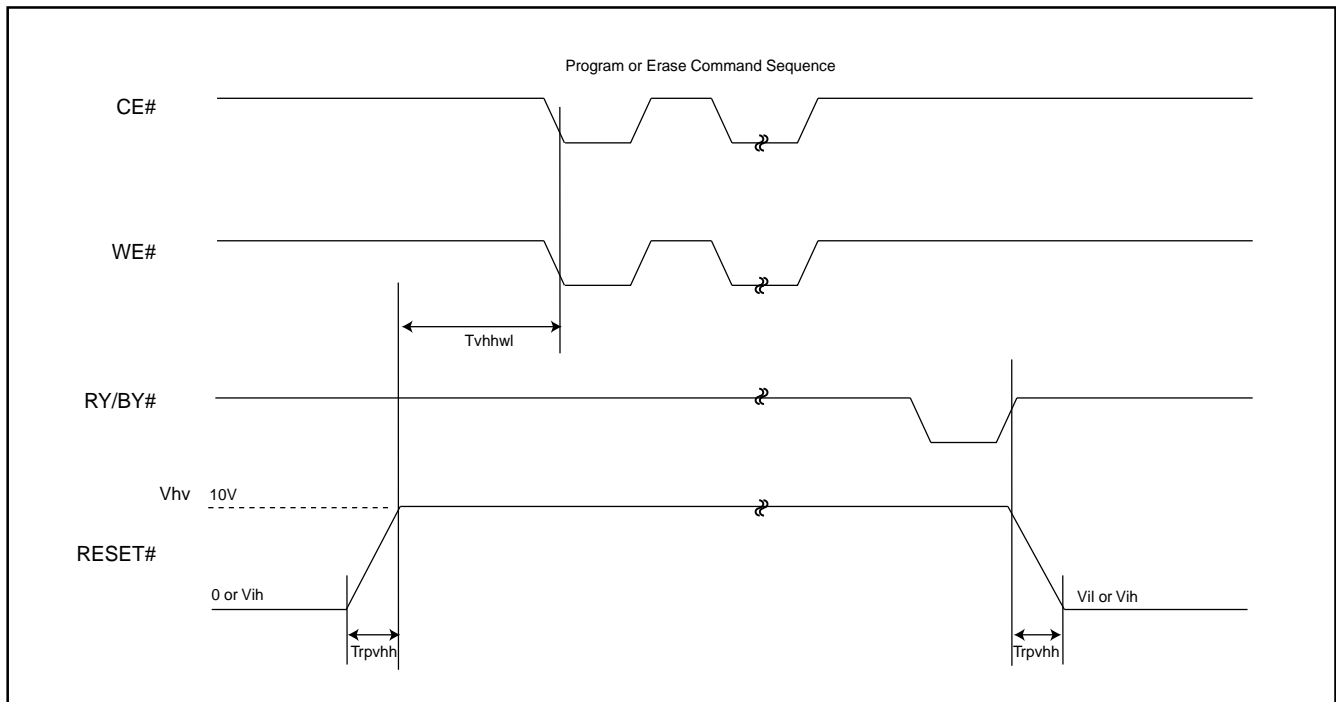 Program or Erase Command Sequence
CE#
WE#
Tvhhwl
RY/BY#
Vhv 10V
RESET#
0 or Vih
Vil or Vih
Trpvhh
Trpvhh